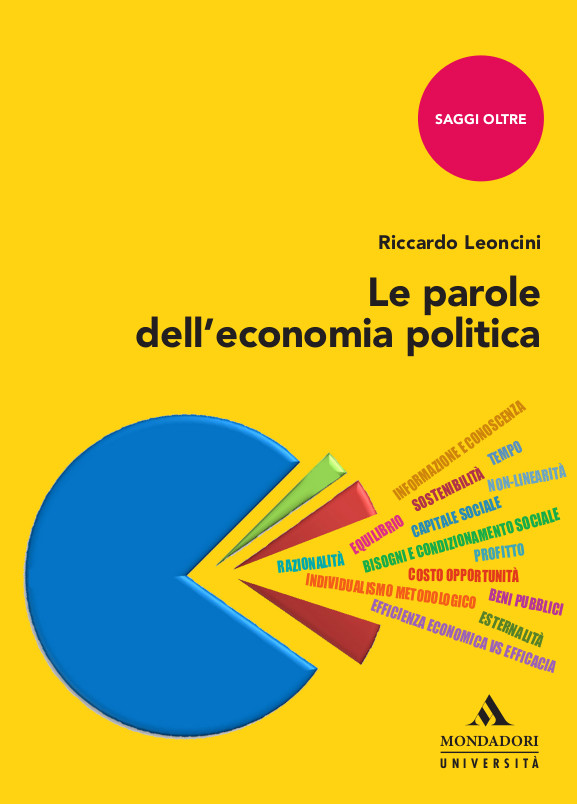 SAGGI OLTRE
Riccardo Leoncini
Le parole
dell'economia politica
INFORMAZIONE E CONOSCENZA
TEMPO
SOSTENIBILITÀ
NON-LINEARITÀ
CAPITALE SOCIALE
EQUILIBRIO
BISOGNI E CONDIZIONAMENTO SOCIALE
RAZIONALITÀ
PROFITTO
COSTO OPPORTUNITÀ
INDIVIDUALISMO METODOLOGICO
BENI PUBBLICI
EFFICIENZA ECONOMICA VS EFFICACIA
ESTERNALITÀ
MONDADORI
UNIVERSITÀ